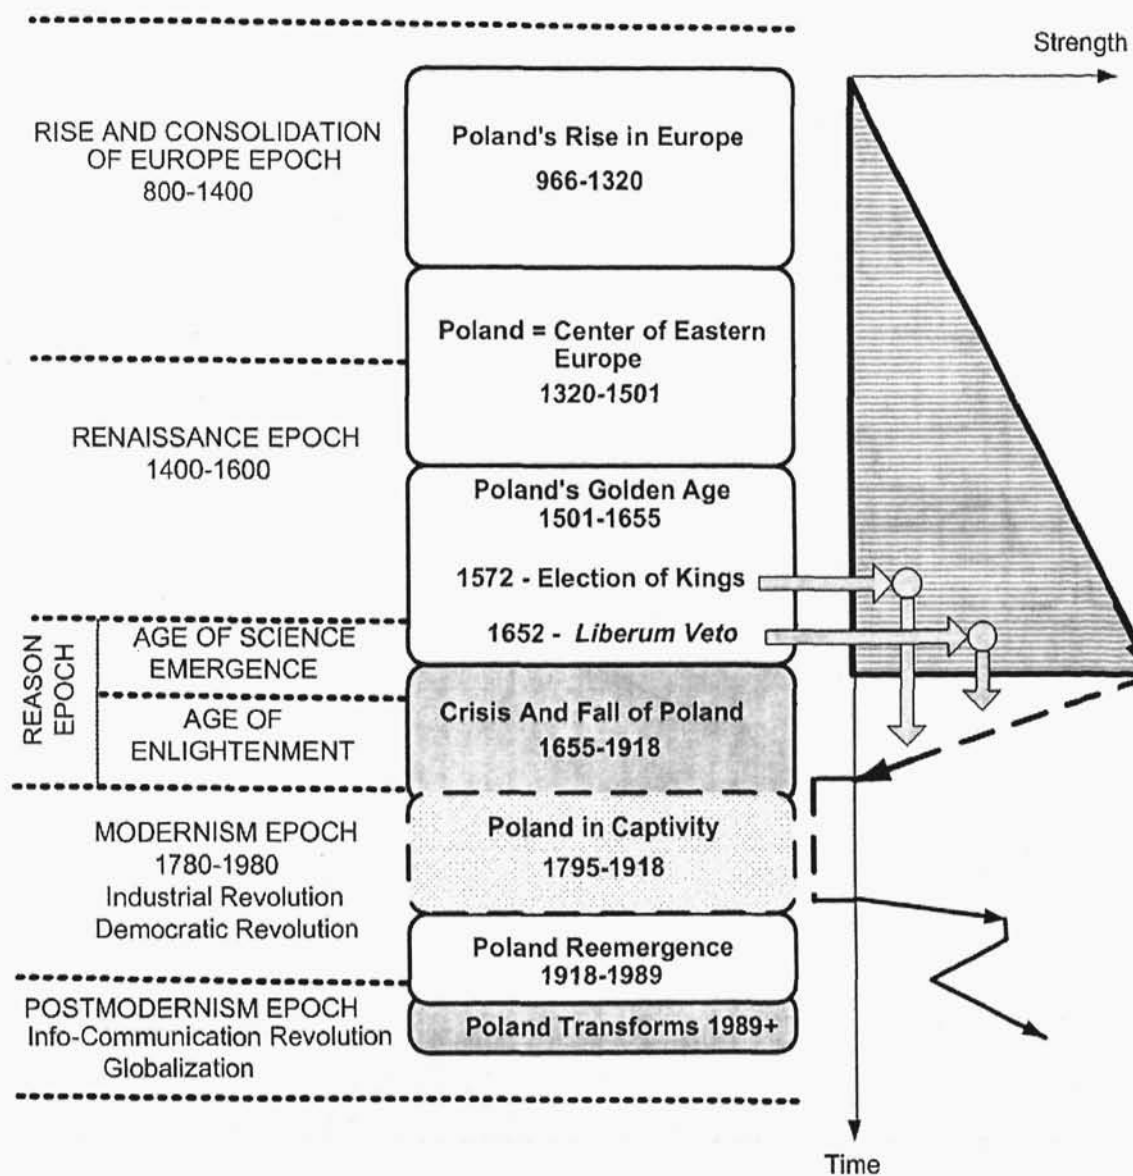 Strength
RISE AND CONSOLIDATION
OF EUROPE EPOCH
800-1400
Poland's Rise in Europe
966-1320
Poland = Center of Eastern
Europe
1320-1501
RENAISSANCE EPOCH
1400-1600
Poland's Golden Age
1501-1655
1572 - Election of Kings
1652 - Liberum Veto
REASON
EPOCH
AGE OF SCIENCE
EMERGENCE
AGE OF
ENLIGHTENMENT
Crisis And Fall of Poland
1655-1918
MODERNISM EPOCH
1780-1980
Industrial Revolution
Democratic Revolution
Poland in Captivity
1795-1918
Poland Reemergence
1918-1989
POSTMODERNISM EPOCH
Info-Communication Revolution
Globalization
Poland Transforms 1989+
Time